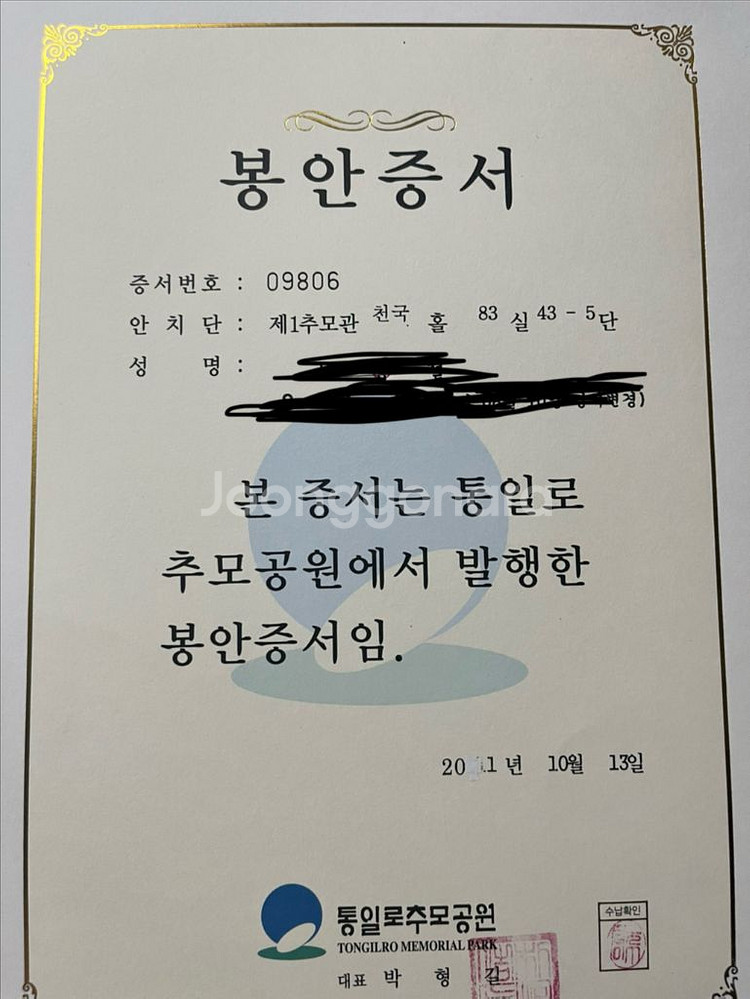 봉안증서
증서번호 : 09806
안 치 단 : 제1추모관 천국 홀 83 실 43 - 5 단
성 명 :
변경)
Joonggonara
본 증서는 통일로
추모공원에서 발행한
봉안증서임.
년 10월 13일
통일로추모공원
TONGILRO MEMORIAL PARK
수납확인
대표 박 형 길